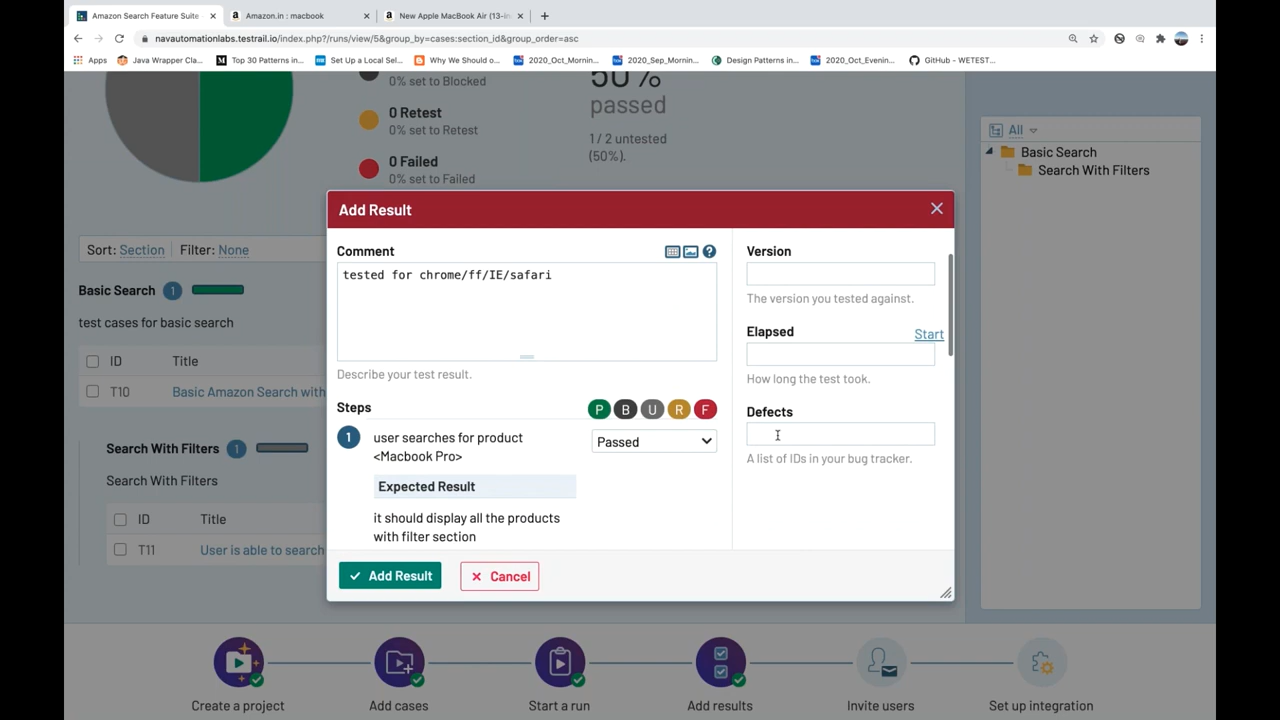 Amazon Search Feature Suite
Amazon.in : macbook
New Apple MacBook Air (13-in
navautomationlabs.testrail.io/index.php?/runs/view/5&group_by=cases:section_id&group_order=asc
Apps
Java Wrapper Cla...
Top 30 Patterns in...
Set Up a Local Sel...
Why We Should o...
2020_Oct_Mornin...
2020_Sep_Mornin...
Design Patterns in...
2020_Oct_Evenin...
GitHub - WETEST...
0% set to Blocked
0 Retest
0% set to Retest
0 Failed
0% set to Failed
50%
passed
1 / 2 untested
(50%).
All
Basic Search
Search With Filters
Sort: Section
Filter: None
Basic Search 1
test cases for basic search
ID Title
T10 Basic Amazon Search with
Search With Filters 1
Search With Filters
ID Title
T11 User is able to search
Add Result
Comment
tested for chrome/ff/IE/safari
Describe your test result.
Steps
P B U R F
1 user searches for product
<Macbook Pro>
Passed
Expected Result
it should display all the products
with filter section
Version
The version you tested against.
Elapsed
Start
How long the test took.
Defects
A list of IDs in your bug tracker.
Add Result
Cancel
Create a project
Add cases
Start a run
Add results
Invite users
Set up integration